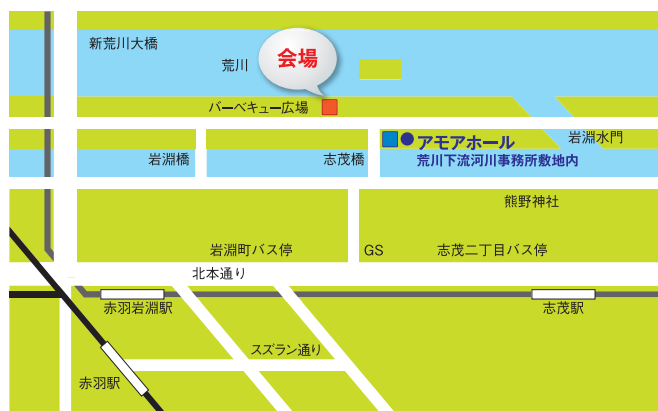 新荒川大橋
荒川
会場
バーベキュー広場
アモアホール
岩淵水門
岩淵橋
志茂橋
荒川下流河川事務所敷地内
熊野神社
岩淵町バス停
GS
志茂二丁目バス停
北本通り
赤羽岩淵駅
志茂駅
スズラン通り
赤羽駅